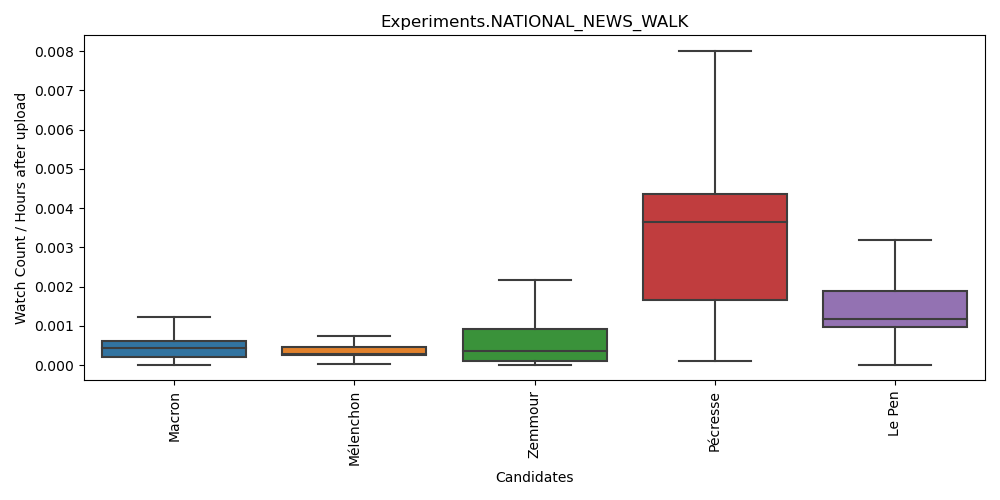 Experiments.NATIONAL_NEWS_WALK
Watch Count / Hours after upload
0.008
0.007
0.006
0.005
0.004
0.003
0.002
0.001
0.000
Macron
Mélenchon
Zemmour
Pécresse
Le Pen
Candidates